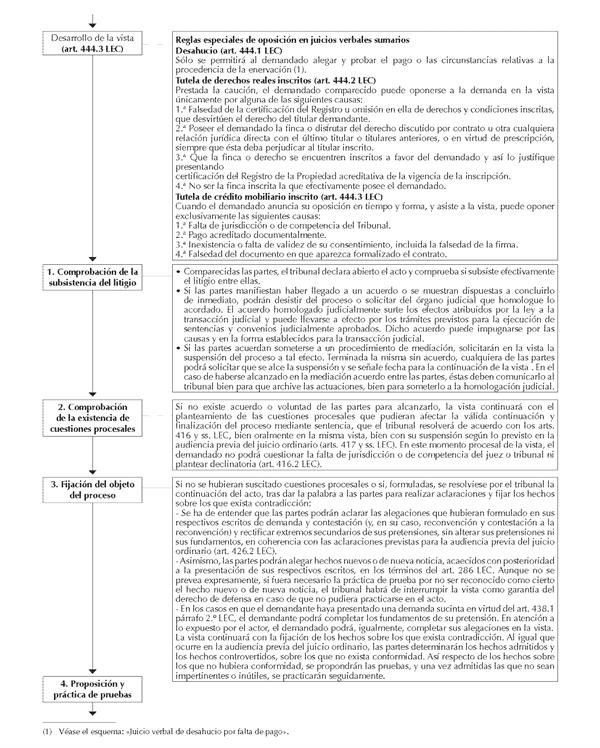 Desarrollo de la vista
(art. 444.3 LEC)
Reglas especiales de oposición en juicios verbales sumarios
Desahucio (art. 444.1 LEC)
Sólo se permitirá al demandado alegar y probar el pago o las circunstancias relativas a la
procedencia de la enervación (1).
Tutela de derechos reales inscritos (art. 444.2 LEC)
Prestada la caución, el demandado comparecido puede oponerse a la demanda en la vista
únicamente por alguna de las siguientes causas:
1.ª Falsedad de la certificación del Registro u omisión en ella de derechos y condiciones inscritas,
que desvirtúen el derecho del titular demandante.
2.ª Poseer el demandado la finca o disfrutar del derecho discutido por contrato u otra cualquiera
relación jurídica directa con el último titular o titulares anteriores, o en virtud de prescripción,
siempre que ésta deba perjudicar al titular inscrito.
3.ª Que la finca o derecho se encuentren inscritos a favor del demandado y así lo justifique
presentando
certificación del Registro de la Propiedad acreditativa de la vigencia de la inscripción.
4.ª No ser la finca inscrita la que efectivamente posee el demandado.
Tutela de crédito mobiliario inscrito (art. 444.3 LEC)
Cuando el demandado anuncia su oposición en tiempo y forma, y asiste a la vista, puede oponer
exclusivamente las siguientes causas:
1.ª Falta de jurisdicción o de competencia del Tribunal.
2.ª Pago acreditado documentalmente.
3.ª Inexistencia o falta de validez de su consentimiento, incluida la falsedad de la firma.
4.ª Falsedad del documento en que aparezca formalizado el contrato.
1. Comprobación de la
subsistencia del litigio
• Comparecidas las partes, el tribunal declara abierto el acto y comprueba si subsiste efectivamente
el litigio entre ellas.
• Si las partes manifiestan haber llegado a un acuerdo o se muestran dispuestas a concluirlo
de inmediato, podrán desistir del proceso o solicitar del órgano judicial que homologue lo
acordado. El acuerdo homologado judicialmente surte los efectos atribuidos por la ley a la
transacción judicial y puede llevarse a efecto por los trámites previstos para la ejecución de
sentencias y convenios judicialmente aprobados. Dicho acuerdo puede impugnarse por las
causas y en la forma establecidos para la transacción judicial.
• Si las partes acuerdan someterse a un procedimiento de mediación, solicitarán en la vista
la suspensión del proceso a tal efecto. Terminada la misma sin acuerdo, cualquiera de las partes
podrá solicitar que se alce la suspensión y se señale fecha para la continuación de la vista . En el
caso de haberse alcanzado en la mediación acuerdo entre las partes, éstas deben comunicarlo al
tribunal bien para que archive las actuaciones, bien para someterlo a la homologación judicial.
2. Comprobación
de la existencia de
cuestiones procesales
Si no existe acuerdo o voluntad de las partes para alcanzarlo, la vista continuará con el
planteamiento de las cuestiones procesales que pudieran afectar la válida continuación y
finalización del proceso mediante sentencia, que el tribunal resolverá de acuerdo con los arts.
416 y ss. LEC, bien oralmente en la misma vista, bien con su suspensión según lo previsto en la
audiencia previa del juicio ordinario (arts. 417 y ss. LEC). En este momento procesal de la vista, el
demandado no podrá cuestionar la falta de jurisdicción o de competencia del juez o tribunal ni
plantear declinatoria (art. 416.2 LEC).
3. Fijación del objeto
del proceso
Si no se hubieran suscitado cuestiones procesales o si, formuladas, se resolviese por el tribunal la
continuación del acto, tras dar la palabra a las partes para realizar aclaraciones y fijar los hechos
sobre los que exista contradicción:
- Se ha de entender que las partes podrán aclarar las alegaciones que hubieran formulado en sus
respectivos escritos de demanda y contestación (y, en su caso, reconvención y contestación a la
reconvención) y rectificar extremos secundarios de sus pretensiones, sin alterar sus pretensiones ni
sus fundamentos, en coherencia con las aclaraciones previstas para la audiencia previa del juicio
ordinario (art. 426.2 LEC).
- Asimismo, las partes podrán alegar hechos nuevos o de nueva noticia, acaecidos con posterioridad
a la presentación de sus respectivos escritos, en los términos del art. 286 LEC. Aunque no se
prevea expresamente, si fuera necesario la práctica de prueba por no ser reconocido como cierto
el hecho nuevo o de nueva noticia, el tribunal habrá de interrumpir la vista como garantía del
derecho de defensa en caso de que no pudiera practicarse en el acto.
- En los casos en que el demandante haya presentado una demanda sucinta en virtud del art. 438.1
párrafo 2.º LEC, el demandante podrá completar los fundamentos de su pretensión. En atención a
lo expuesto por el actor, el demandado podrá, igualmente, completar sus alegaciones en la vista.
La vista continuará con la fijación de los hechos sobre los que exista contradicción. Al igual que
ocurre en la audiencia previa del juicio ordinario, las partes determinarán los hechos admitidos y
los hechos controvertidos, sobre los que no exista conformidad. Así respecto de los hechos sobre
los que no hubiera conformidad, se propondrán las pruebas, y una vez admitidas las que no sean
impertinentes o inútiles, se practicarán seguidamente.
4. Proposición y
práctica de pruebas
(1) Véase el esquema: «Juicio verbal de desahucio por falta de pago».